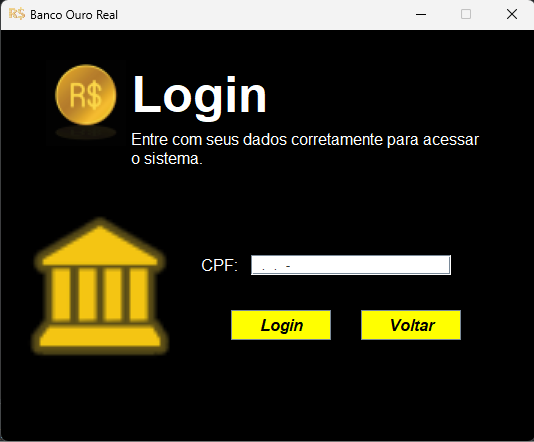 R$ Banco Ouro Real
R$
Login
Entre com seus dados corretamente para acessar
o sistema.
CPF: . . -
Login Voltar